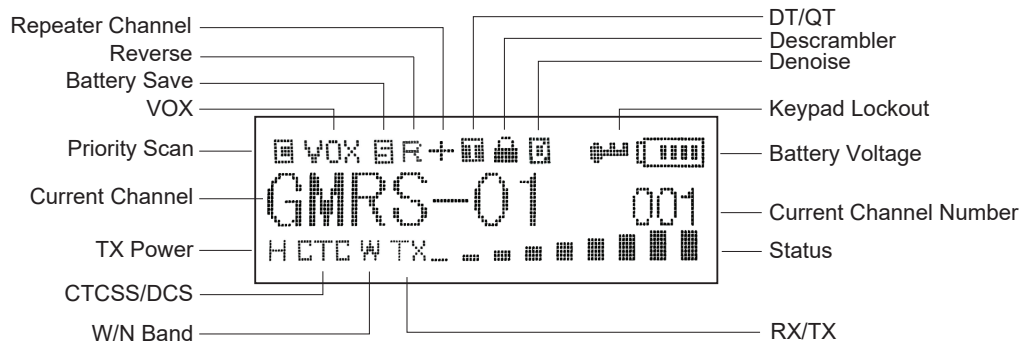 Repeater Channel
Reverse
Battery Save
VOX
Priority Scan
Current Channel
TX Power
CTCSS/DCS
W/N Band
DT/QT
Descrambler
Denoise
Keypad Lockout
Battery Voltage
Current Channel Number
Status
RX/TX
VOX S R + T D
GMRS-01 001
H CTC W TX